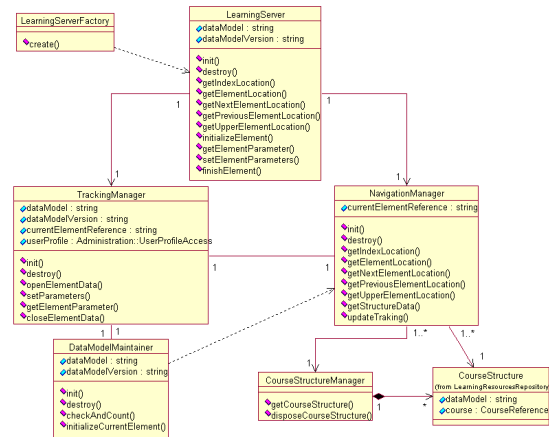 LearningServerFactory
create()
LearningServer
dataModel : string
dataModelVersion : string
init()
destroy()
getIndexLocation()
getElementLocation()
getNextElementLocation()
getPreviousElementLocation()
getUpperElementLocation()
initializeElement()
getElementParameter()
setElementParameters()
finishElement()
1
1
1
1
TrackingManager
dataModel : string
dataModelVersion : string
currentElementReference : string
userProfile : Administration::UserProfileAccess
init()
destroy()
openElementData()
setParameters()
getElementParameter()
closeElementData()
NavigationManager
currentElementReference : string
init()
destroy()
getIndexLocation()
getElementLocation()
getNextElementLocation()
getPreviousElementLocation()
getUpperElementLocation()
getStructureData()
updateTraking()
1
1
1
1
DataModelMaintainer
dataModel : string
dataModelVersion : string
init()
destroy()
checkAndCount()
initializeCurrentElement()
1..*
1..*
1
1
CourseStructureManager
getCourseStructure()
disposeCourseStructure()
1
*
CourseStructure
(from LearningResourcesRepository)
dataModel : string
course : CourseReference